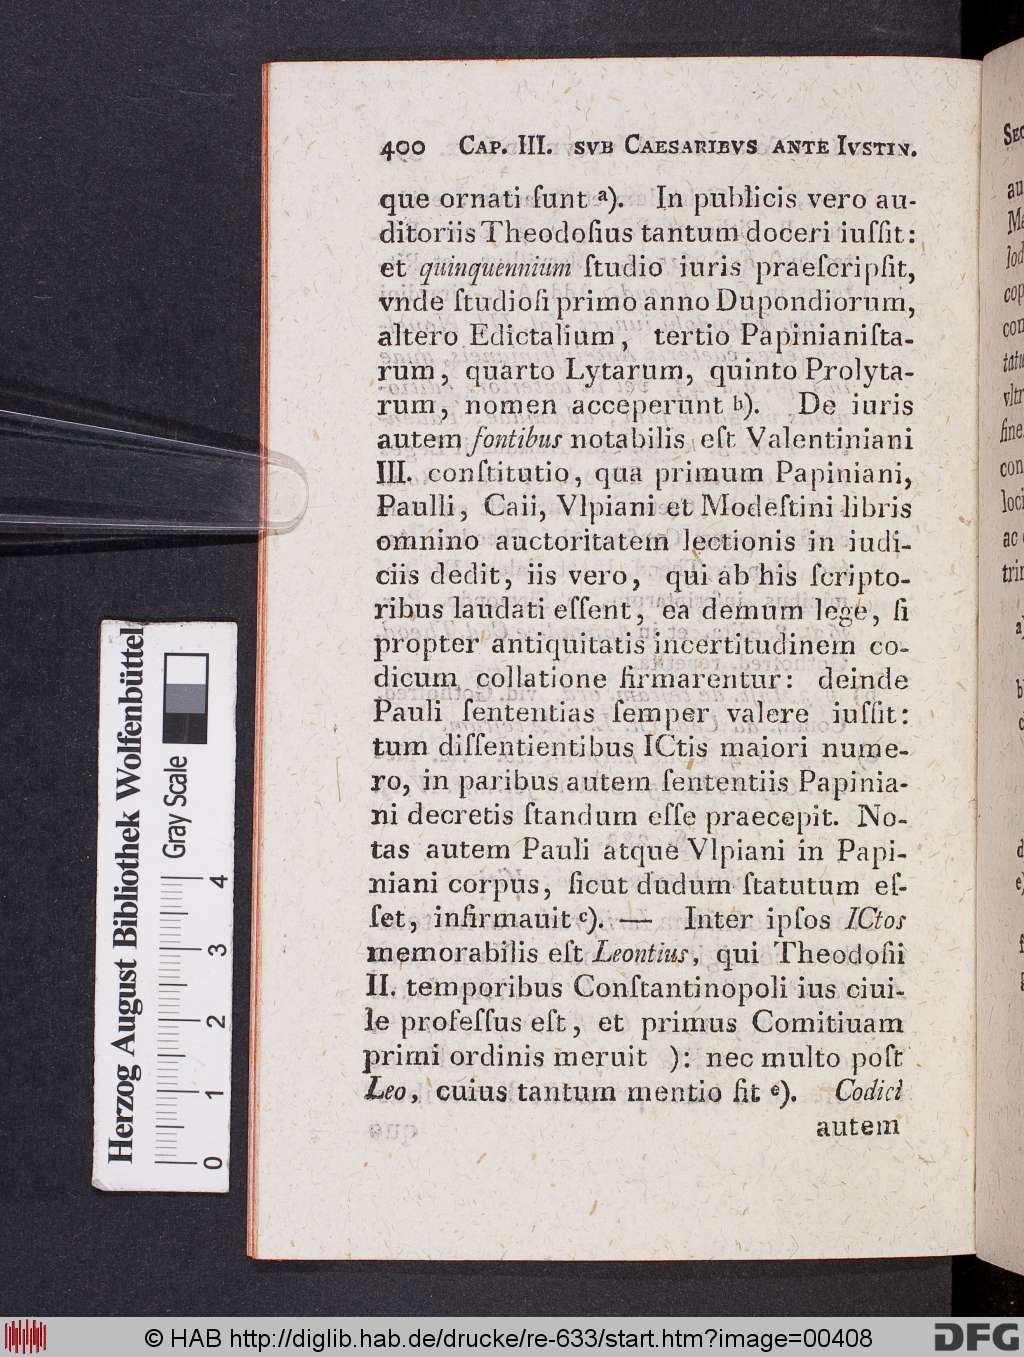 400 CAP. III. SVB CAESARIBVS ANTE IVSTIN.
que ornati ſunt a). In publicis vero au-
ditoriis Theodoſius tantum doceri iuſſit:
et quinquennium ſtudio iuris praeſcripſit,
vnde ſtudioſi primo anno Dupondiorum,
altero Edictalium, tertio Papinianiſta-
rum, quarto Lytarum, quinto Prolyta-
rum, nomen acceperunt b). De iuris
autem fontibus notabilis eſt Valentiniani
III. conſtitutio, qua primum Papiniani,
Paulli, Caii, Vlpiani et Modeſtini libris
omnino auctoritatem lectionis in iudi-
ciis dedit, iis vero, qui ab his ſcripto-
ribus laudati eſſent, ea demum lege, ſi
propter antiquitatis incertitudinem co-
dicum collatione firmarentur: deinde
Pauli ſententias ſemper valere iuſſit:
tum diſſentientibus ICtis maiori nume-
ro, in paribus autem ſententiis Papinia-
ni decretis ſtandum eſſe praecepit. No-
tas autem Pauli atque Vlpiani in Papi-
niani corpus, ſicut dudum ſtatutum eſ-
ſet, infirmauit c). — Inter ipſos ICtos
memorabilis eſt Leontius, qui Theodoſii
II. temporibus Conſtantinopoli ius ciui-
le profeſſus eſt, et primus Comitiuam
primi ordinis meruit ): nec multo poſt
Leo, cuius tantum mentio fit e). Codici
autem
Herzog August Bibliothek Wolfenbüttel
Gray Scale
4
3
2
1
0
© HAB http://diglib.hab.de/drucke/re-633/start.htm?image=00408
DFG